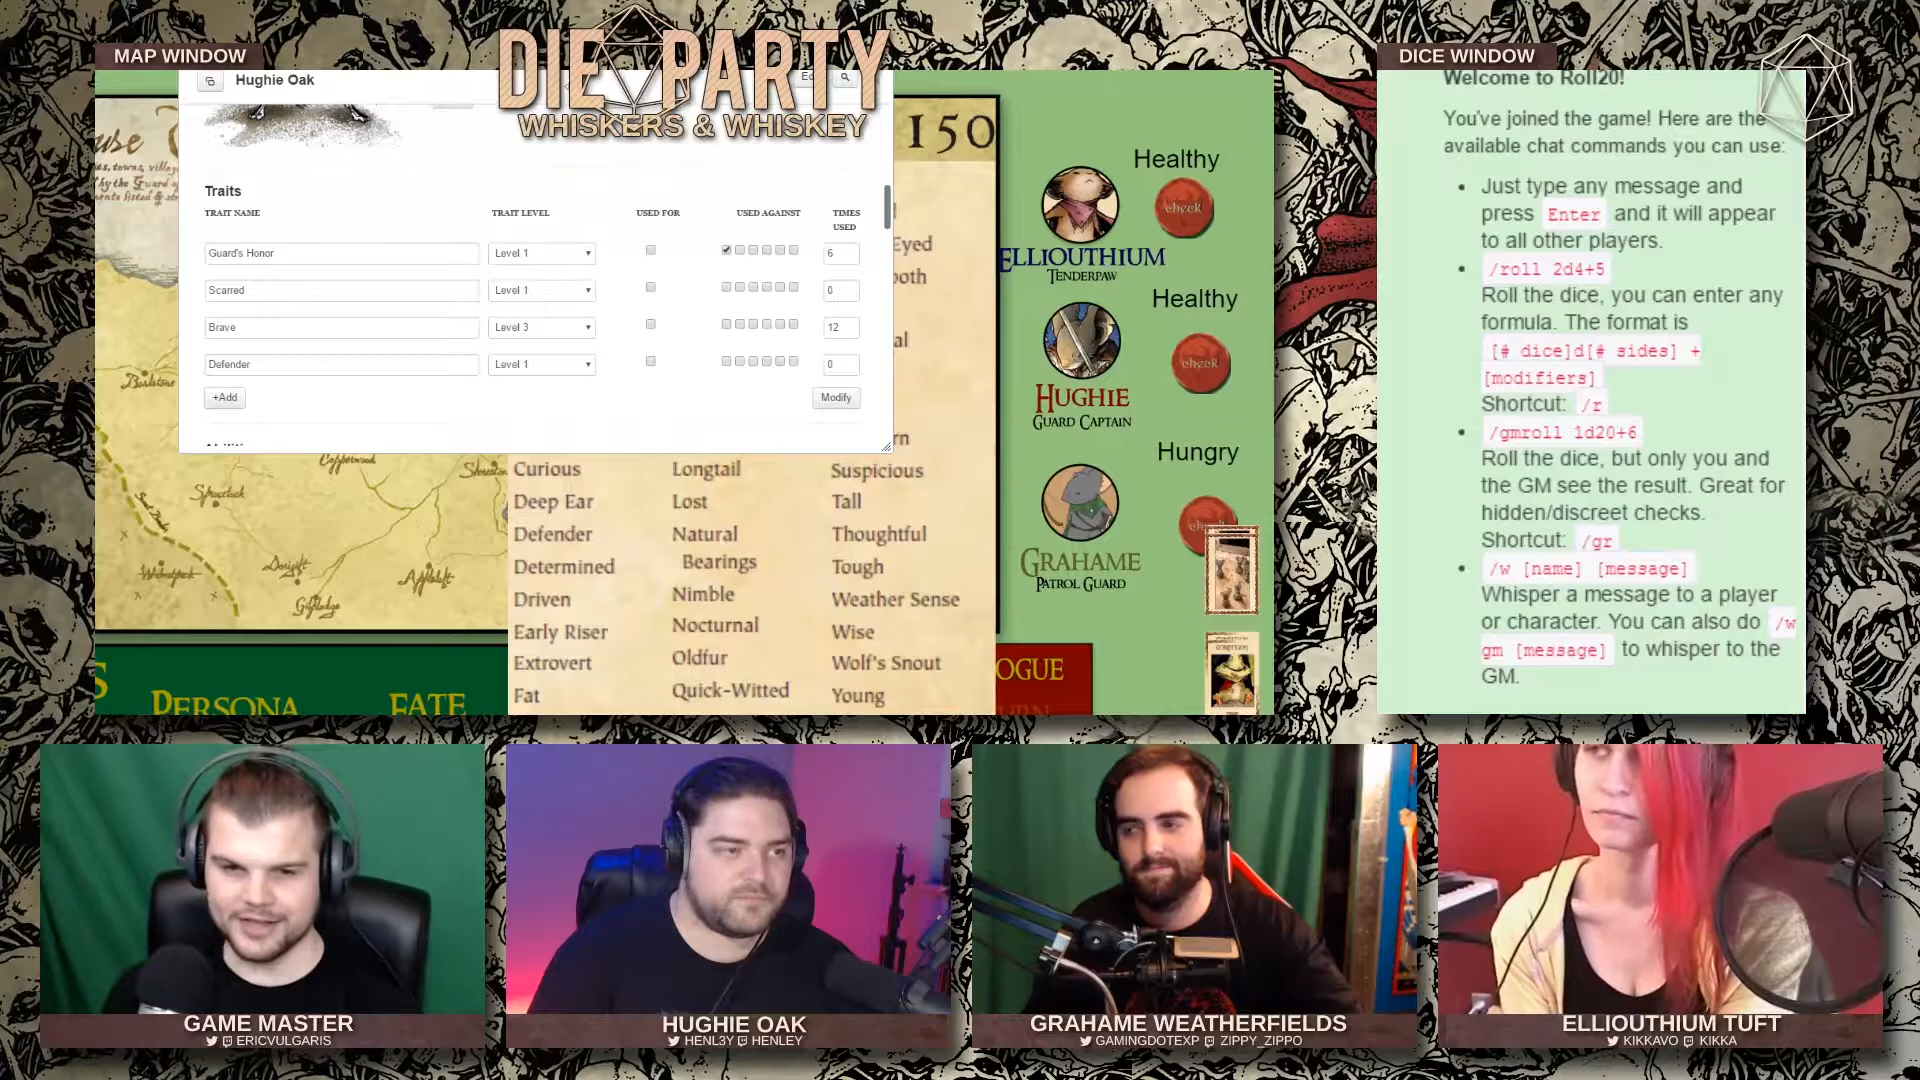 MAP WINDOW
DIE PARTY
WHISKERS & WHISKEY
DICE WINDOW
Hughie Oak
Traits
TRAIT NAME TRAIT LEVEL USED FOR USED AGAINST TIMES USED
Guard's Honor Level 1 6
Scarred Level 1 0
Brave Level 3 12
Defender Level 1 0
+Add Modify
150
Eyed
Copperwood
Spruceluck
Dorigift
Gilpledge
Appleloft
Curious Longtail Suspicious
Deep Ear Lost Tall
Defender Natural Bearings Thoughtful
Determined Nimble Tough
Driven Nocturnal Weather Sense
Early Riser Oldfur Wise
Extrovert Quick-Witted Wolf's Snout
Fat Young
PERSONA FATE
OGUE
Healthy
check
ELLIOUTHIUM
TENDERPAW
Healthy
check
HUGHIE
GUARD CAPTAIN
Hungry
check
GRAHAME
PATROL GUARD
Welcome to Roll20!
You've joined the game! Here are the
available chat commands you can use:
• Just type any message and
press Enter and it will appear
to all other players.
• /roll 2d4+5
Roll the dice, you can enter any
formula. The format is
[# dice]d[# sides] +
[modifiers]
Shortcut: /r
• /gmroll 1d20+6
Roll the dice, but only you and
the GM see the result. Great for
hidden/discreet checks.
Shortcut: /gr
• /w [name] [message]
Whisper a message to a player
or character. You can also do /w
gm [message] to whisper to the
GM.
GAME MASTER
ERICVULGARIS
HUGHIE OAK
HENL3Y HENLEY
GRAHAME WEATHERFIELDS
GAMINGDOTEXP ZIPPY_ZIPPO
ELLIOUTHIUM TUFT
KIKKAVO KIKKA